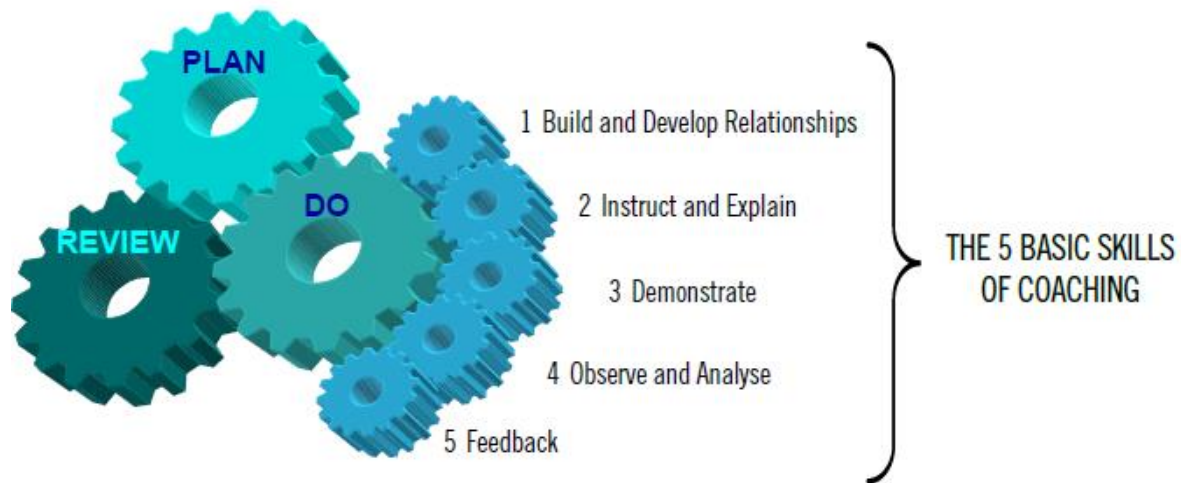 PLAN
DO
REVIEW
1 Build and Develop Relationships
2 Instruct and Explain
3 Demonstrate
4 Observe and Analyse
5 Feedback
THE 5 BASIC SKILLS
OF COACHING